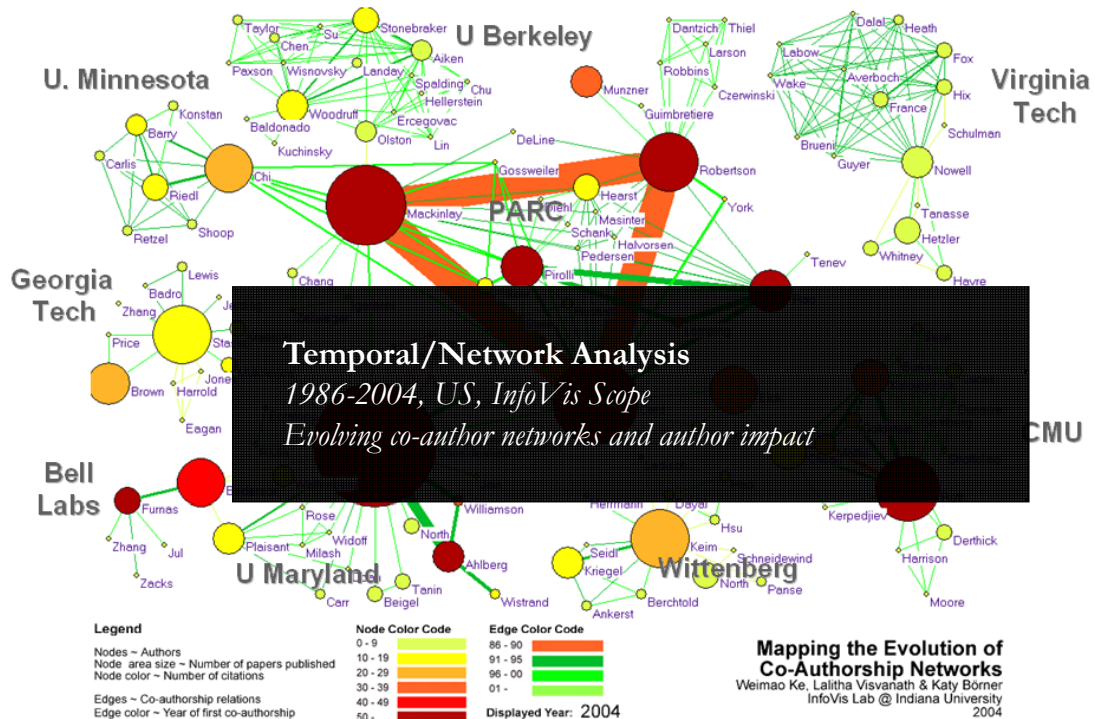 Taylor
Su
Stonebraker
U Berkeley
Chen
Aiken
Paxson
Wisnovsky
Landay
Spalding
Chu
Hellerstein
Woodruff
Ercegovac
Baldonado
Olston
Lin
Kuchinsky
Dantzich
Thiel
Larson
Robbins
Czerwinski
Munzner
Guimbretiere
Dalal
Heath
Labow
Fox
Averboch
Wake
Hix
France
Schulman
Brueni
Guyer
Nowell
Virginia
Tech
Tanasse
Hetzler
Whitney
Havre
U. Minnesota
Konstan
Barry
Carlis
Chi
Riedl
Retzel
Shoop
DeLine
Gossweiler
Robertson
Mackinlay
PARC
Hearst
Diehl
Masinter
York
Schank
Halvorsen
Pedersen
Pirolli
Tenev
Chang
Georgia
Tech
Lewis
Badro
Zhang
Price
Brown
Harrold
Eagan
Temporal/Network Analysis
1986-2004, US, InfoVis Scope
Evolving co-author networks and author impact
CMU
Bell
Labs
Furnas
Zhang
Jul
Zacks
Rose
Williamson
Plaisant
Widoff
North
Milash
Ahlberg
U Maryland
Tanin
Carr
Beigel
Wistrand
Dayal
Hsu
Seidl
Keim
Schneidewind
Kriegel
Wittenberg
North
Panse
Berchtold
Ankerst
Kerpedjiev
Derthick
Harrison
Moore
Legend
Nodes ~ Authors
Node area size ~ Number of papers published
Node color ~ Number of citations
Edges ~ Co-authorship relations
Edge color ~ Year of first co-authorship
Node Color Code
0 - 9
10 - 19
20 - 29
30 - 39
40 - 49
50 -
Edge Color Code
86 - 90
91 - 95
96 - 00
01 -
Displayed Year: 2004
Mapping the Evolution of
Co-Authorship Networks
Weimao Ke, Lalitha Visvanath & Katy Börner
InfoVis Lab @ Indiana University
2004